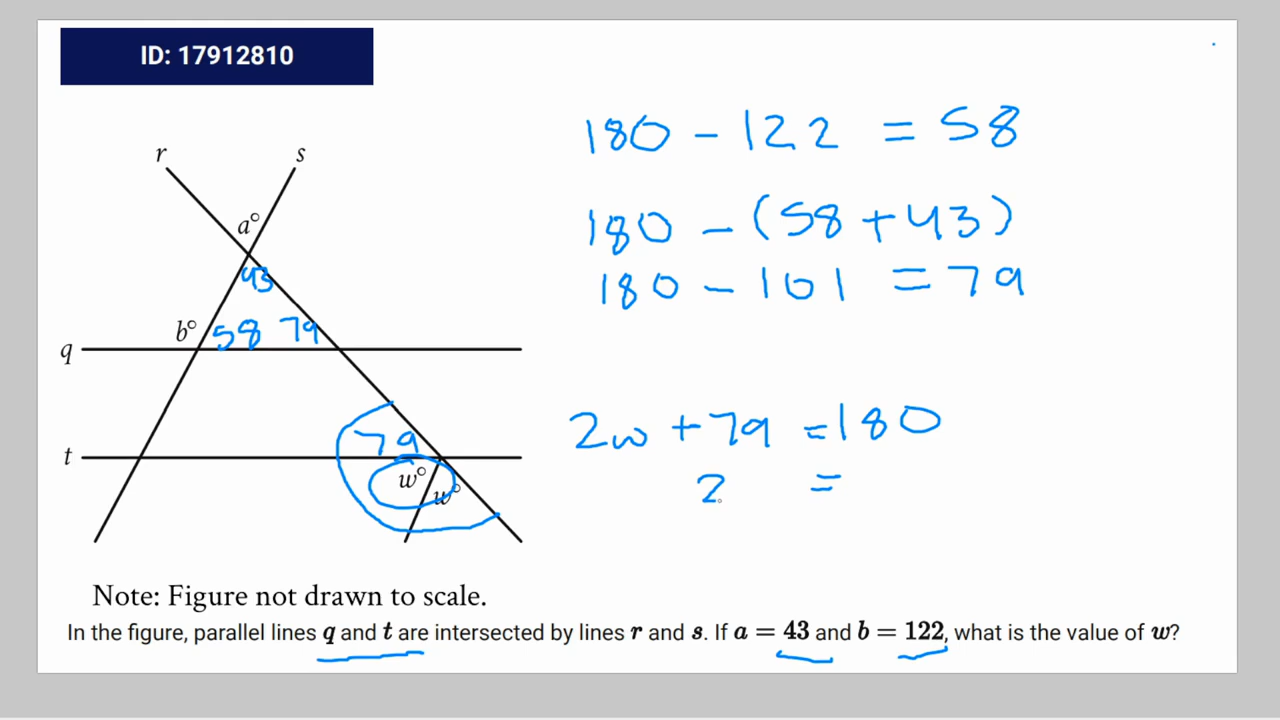 ID: 17912810
180 - 122 = 58
r
s
a°
180 - (58 + 43)
43
180 - 101 = 79
b°
58
79
q
2w + 79 = 180
79
t
w°
w°
2 =
Note: Figure not drawn to scale.
In the figure, parallel lines q and t are intersected by lines r and s. If a = 43 and b = 122, what is the value of w?